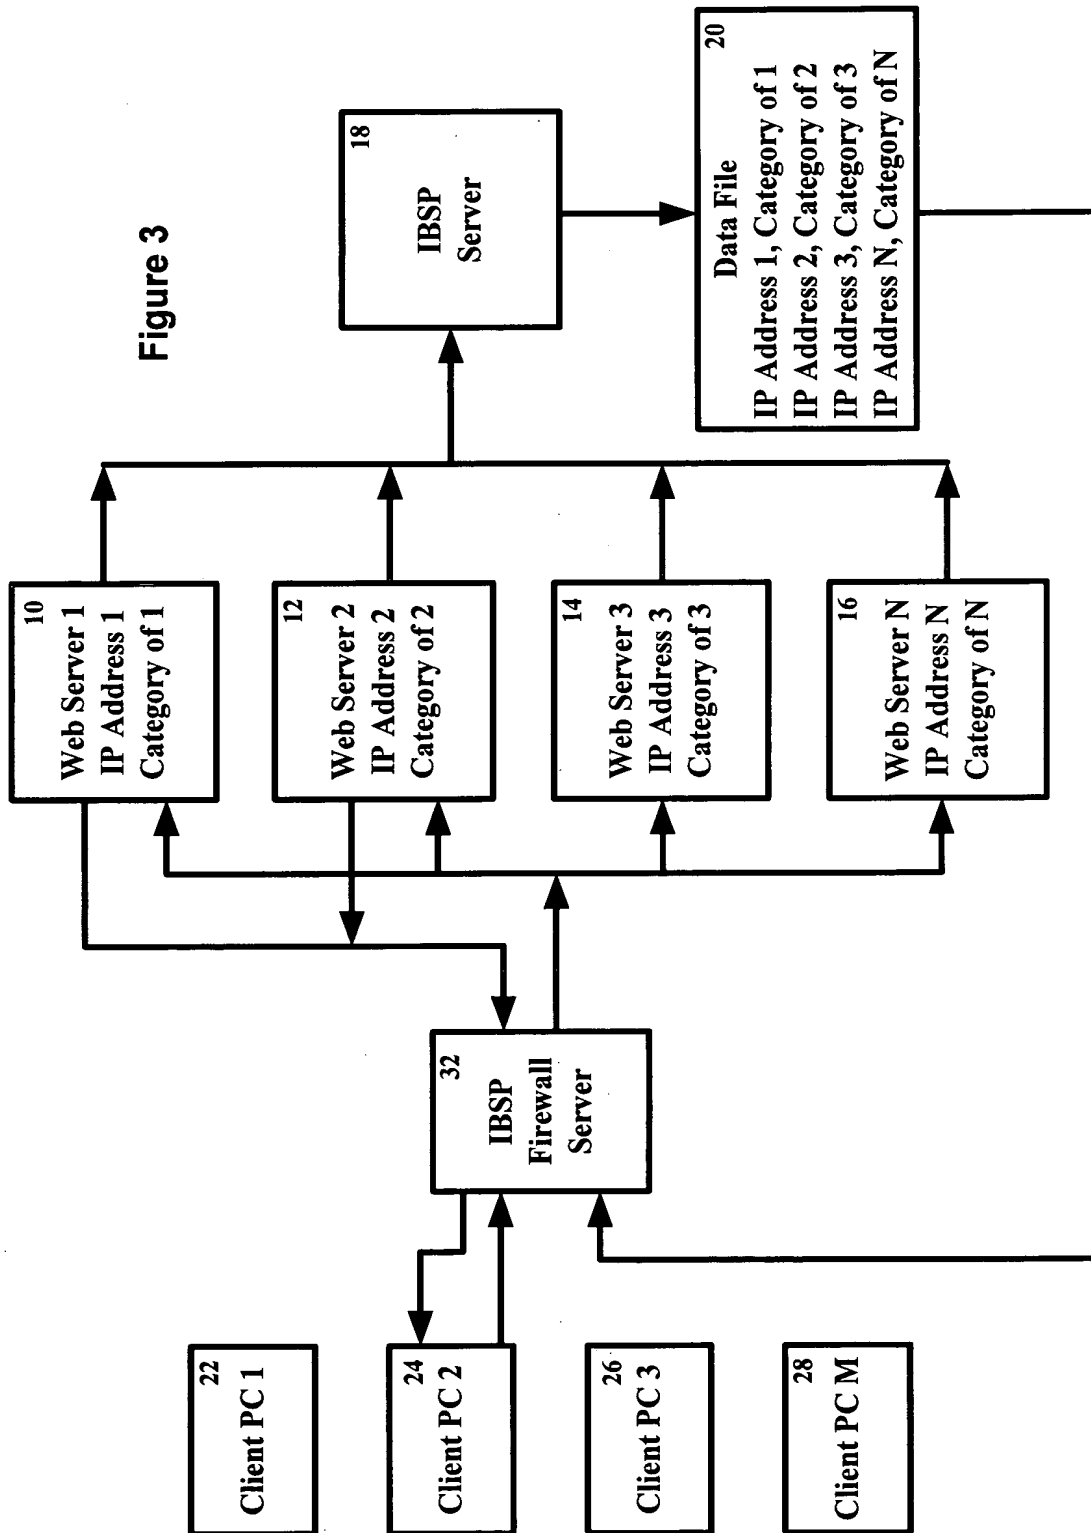 Figure 3
22
Client PC 1
24
Client PC 2
26
Client PC 3
28
Client PC M
32
IBSP
Firewall
Server
10
Web Server 1
IP Address 1
Category of 1
12
Web Server 2
IP Address 2
Category of 2
14
Web Server 3
IP Address 3
Category of 3
16
Web Server N
IP Address N
Category of N
18
IBSP
Server
20
Data File
IP Address 1, Category of 1
IP Address 2, Category of 2
IP Address 3, Category of 3
IP Address N, Category of N